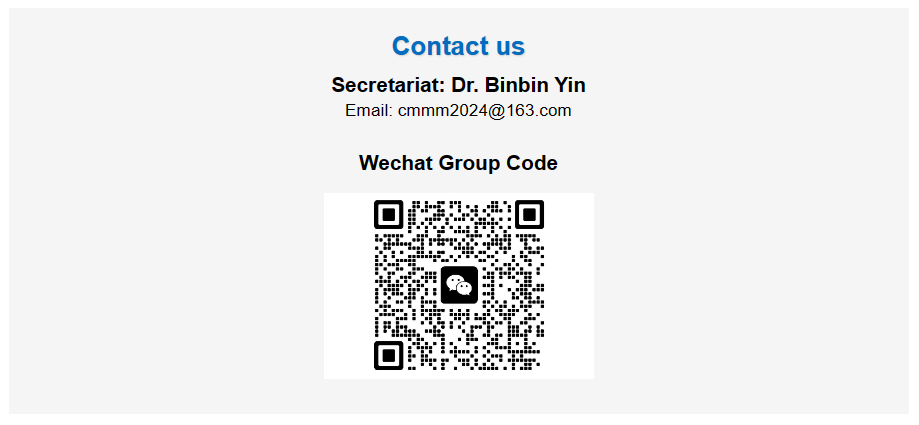 Contact us
Secretariat: Dr. Binbin Yin
Email: cmmm2024@163.com
Wechat Group Code